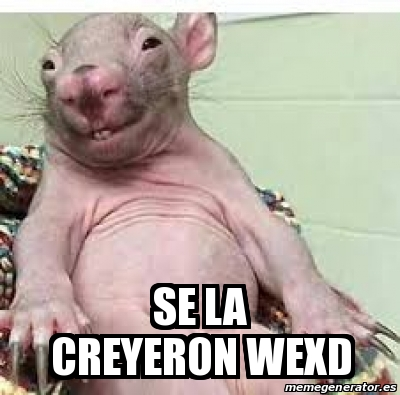 SE LA
CREYERON WEXD
memegenerator.es